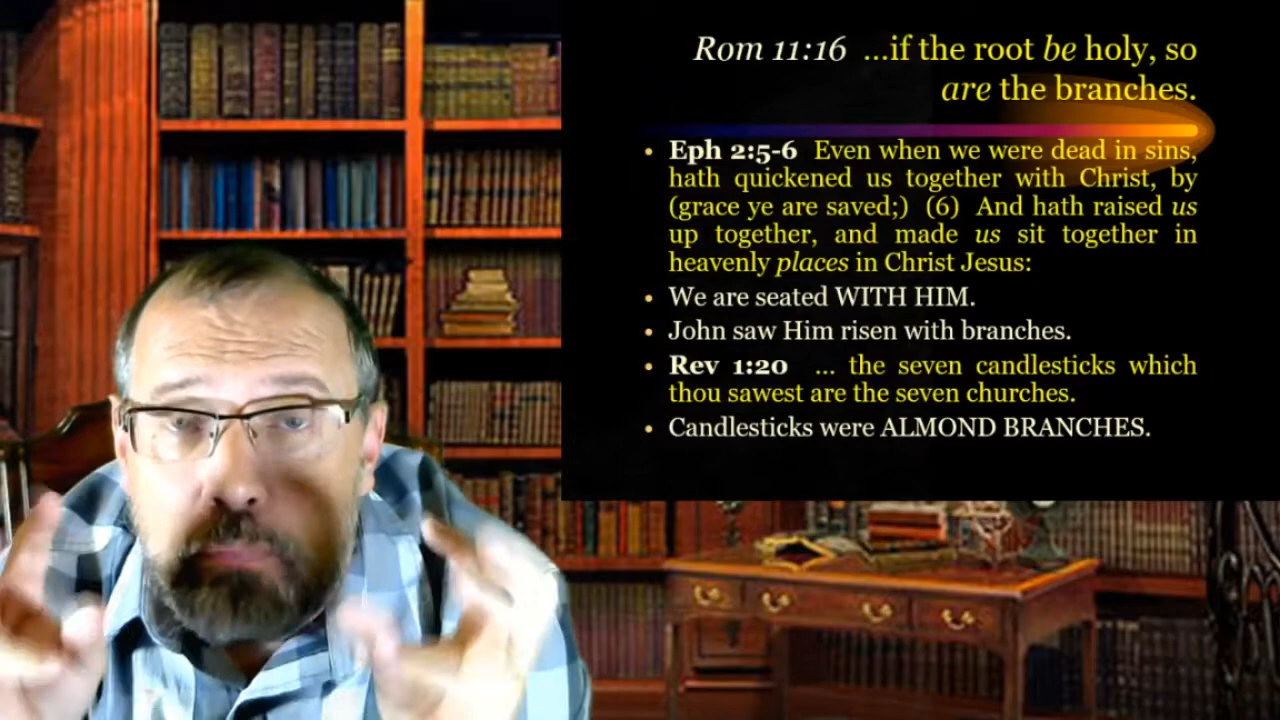 Rom 11:16 ...if the root be holy, so
are the branches.
• Eph 2:5-6 Even when we were dead in sins,
hath quickened us together with Christ, by
(grace ye are saved;) (6) And hath raised us
up together, and made us sit together in
heavenly places in Christ Jesus:
• We are seated WITH HIM.
• John saw Him risen with branches.
• Rev 1:20 ... the seven candlesticks which
thou sawest are the seven churches.
• Candlesticks were ALMOND BRANCHES.